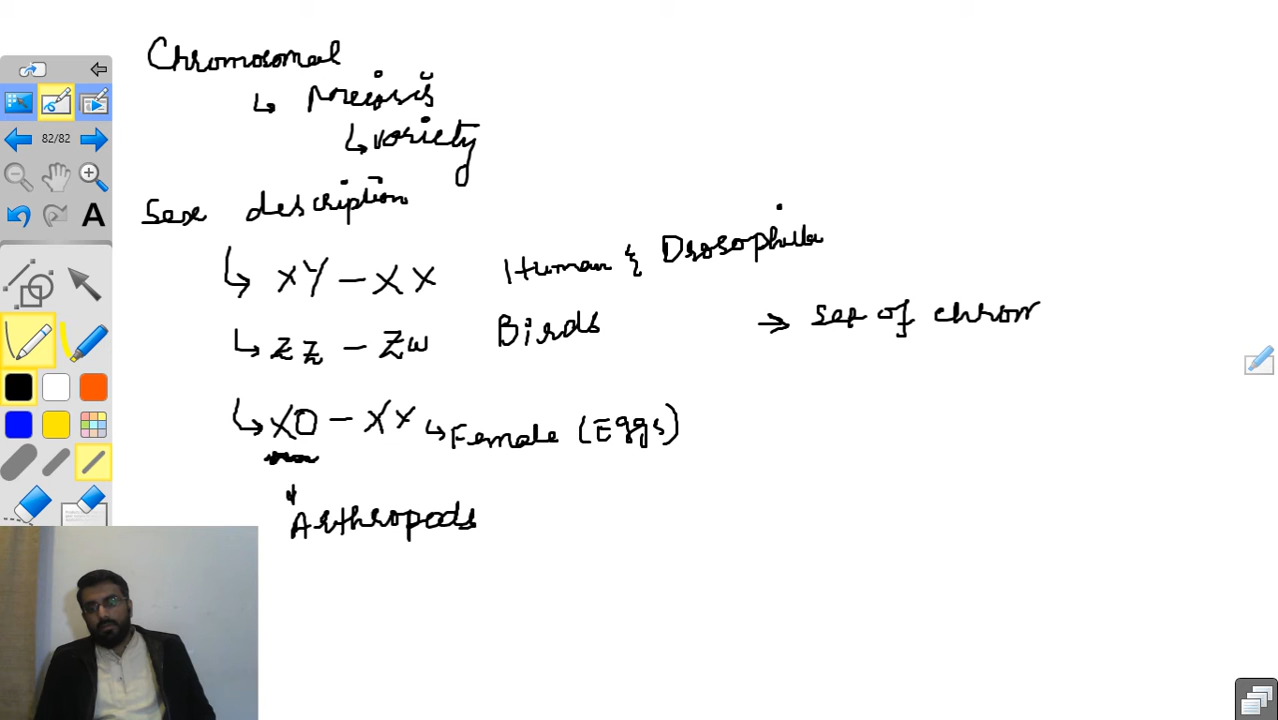 82/82
A
Chromosomal
↳ Meiosis
↳ variety
Sex description
↳ XY – XX Human & Drosophila
↳ ZZ – ZW Birds
→ Sex of chrom
↳ XO – XX ↳ Female (Eggs)
Arthropods